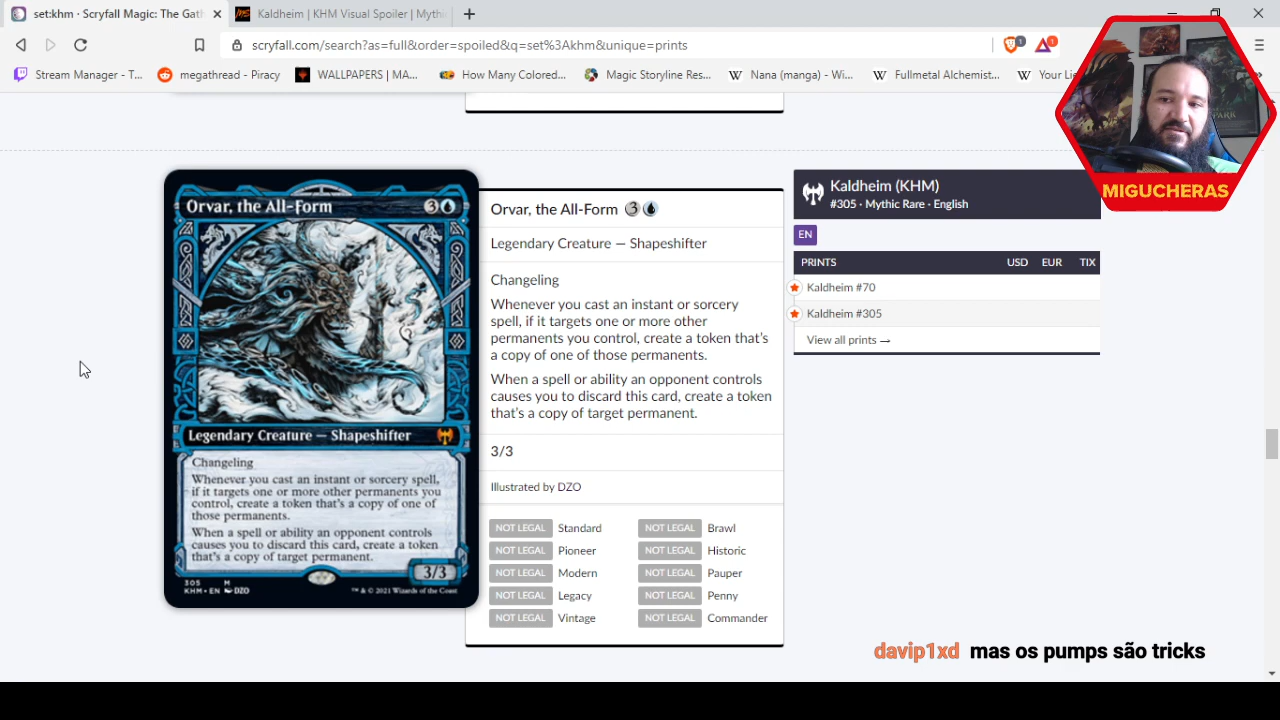 set:khm · Scryfall Magic: The Gath
Kaldheim | KHM Visual Spoiler | Mythi
scryfall.com/search?as=full&order=spoiled&q=set%3Akhm&unique=prints
1
1
Stream Manager - T...
megathread - Piracy
WALLPAPERS | MA...
How Many Colored...
Magic Storyline Res...
Nana (manga) - Wi...
Fullmetal Alchemist...
Your Lie
MIGUCHERAS
Orvar, the All-Form 3
Legendary Creature — Shapeshifter
Changeling
Whenever you cast an instant or sorcery spell,
if it targets one or more other permanents you
control, create a token that's a copy of one of
those permanents.
When a spell or ability an opponent controls
causes you to discard this card, create a token
that's a copy of target permanent.
3/3
305 M
KHM • EN DZO
™ & © 2021 Wizards of the Coast
Orvar, the All-Form 3
Legendary Creature — Shapeshifter
Changeling
Whenever you cast an instant or sorcery
spell, if it targets one or more other
permanents you control, create a token that's
a copy of one of those permanents.
When a spell or ability an opponent controls
causes you to discard this card, create a token
that's a copy of target permanent.
3/3
Illustrated by DZO
NOT LEGAL Standard NOT LEGAL Brawl
NOT LEGAL Pioneer NOT LEGAL Historic
NOT LEGAL Modern NOT LEGAL Pauper
NOT LEGAL Legacy NOT LEGAL Penny
NOT LEGAL Vintage NOT LEGAL Commander
Kaldheim (KHM)
#305 · Mythic Rare · English
EN
PRINTS USD EUR TIX
Kaldheim #70
Kaldheim #305
View all prints →
davip1xd mas os pumps são tricks